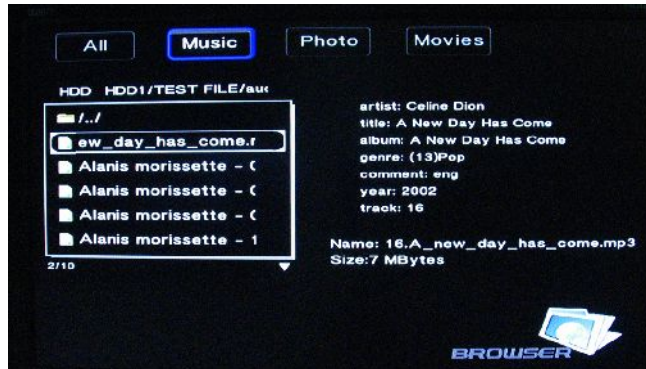 All Music Photo Movies
HDD HDD1/TEST FILE/auc
/../
ew_day_has_come.r
Alanis morissette - (
Alanis morissette - (
Alanis morissette - (
Alanis morissette - 1
2/10
artist: Celine Dion
title: A New Day Has Come
album: A New Day Has Come
genre: (13)Pop
comment: eng
year: 2002
track: 16
Name: 16.A_new_day_has_come.mp3
Size:7 MBytes
BROWSER